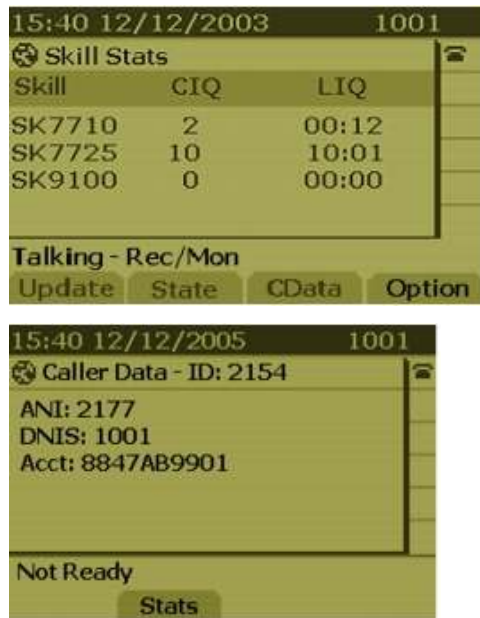 15:40 12/12/2003 1001
Skill Stats
Skill CIQ LIQ
SK7710 2 00:12
SK7725 10 10:01
SK9100 0 00:00
Talking - Rec/Mon
Update State CData Option
15:40 12/12/2005 1001
Caller Data - ID: 2154
ANI: 2177
DNIS: 1001
Acct: 8847AB9901
Not Ready
Stats